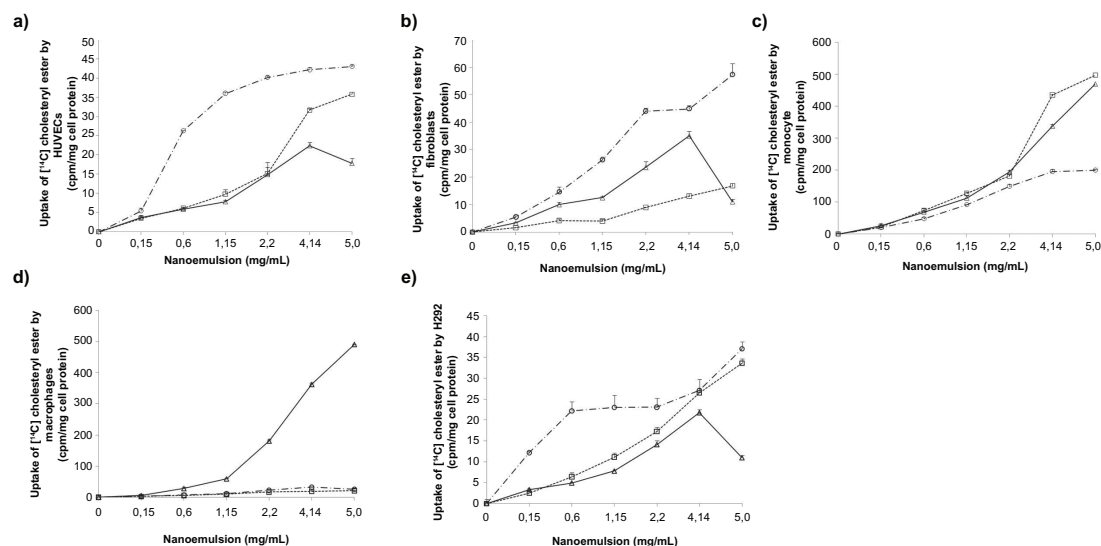 a)
Uptake of [¹⁴C] cholesteryl ester by
HUVECs
(cpm/mg cell protein)
50
45
40
35
30
25
20
15
10
5
0
0 0,15 0,6 1,15 2,2 4,14 5,0
Nanoemulsion (mg/mL)
b)
Uptake of [¹⁴C] cholesteryl ester by
fibroblasts
(cpm/mg cell protein)
70
60
50
40
30
20
10
0
0 0,15 0,6 1,15 2,2 4,14 5,0
Nanoemulsion (mg/mL)
c)
Uptake of [¹⁴C] cholesteryl ester by
monocyte
(cpm/mg cell protein)
600
500
400
300
200
100
0
0 0,15 0,6 1,15 2,2 4,14 5,0
Nanoemulsion (mg/mL)
d)
Uptake of [¹⁴C] cholesteryl ester by
macrophages
(cpm/mg cell protein)
600
500
400
300
200
100
0
0 0,15 0,6 1,15 2,2 4,14 5,0
Nanoemulsion (mg/mL)
e)
Uptake of [¹⁴C] cholesteryl ester by H292
(cpm/mg cell protein)
45
40
35
30
25
20
15
10
5
0
0 0,15 0,6 1,15 2,2 4,14 5,0
Nanoemulsion (mg/mL)